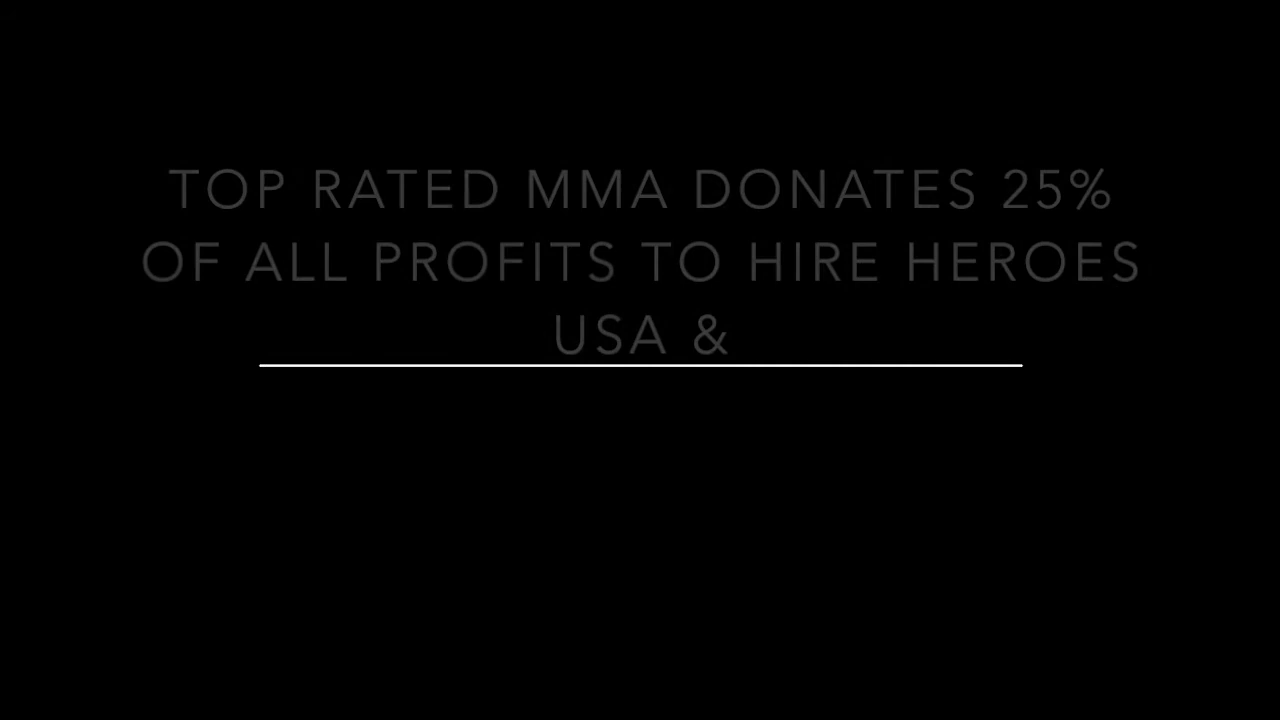 TOP RATED MMA DONATES 25%
OF ALL PROFITS TO HIRE HEROES
USA &